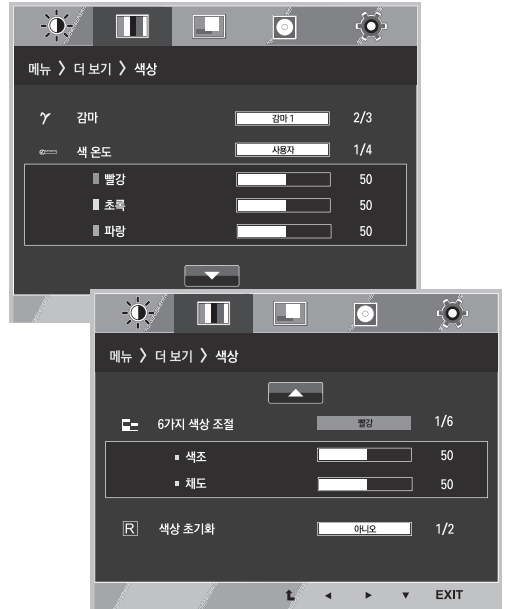 메뉴 > 더 보기 > 색상
γ 감마 감마 1 2/3
색 온도 사용자 1/4
빨강 50
초록 50
파랑 50
메뉴 > 더 보기 > 색상
6가지 색상 조절 빨강 1/6
색조 50
채도 50
R 색상 초기화 아니오 1/2
EXIT